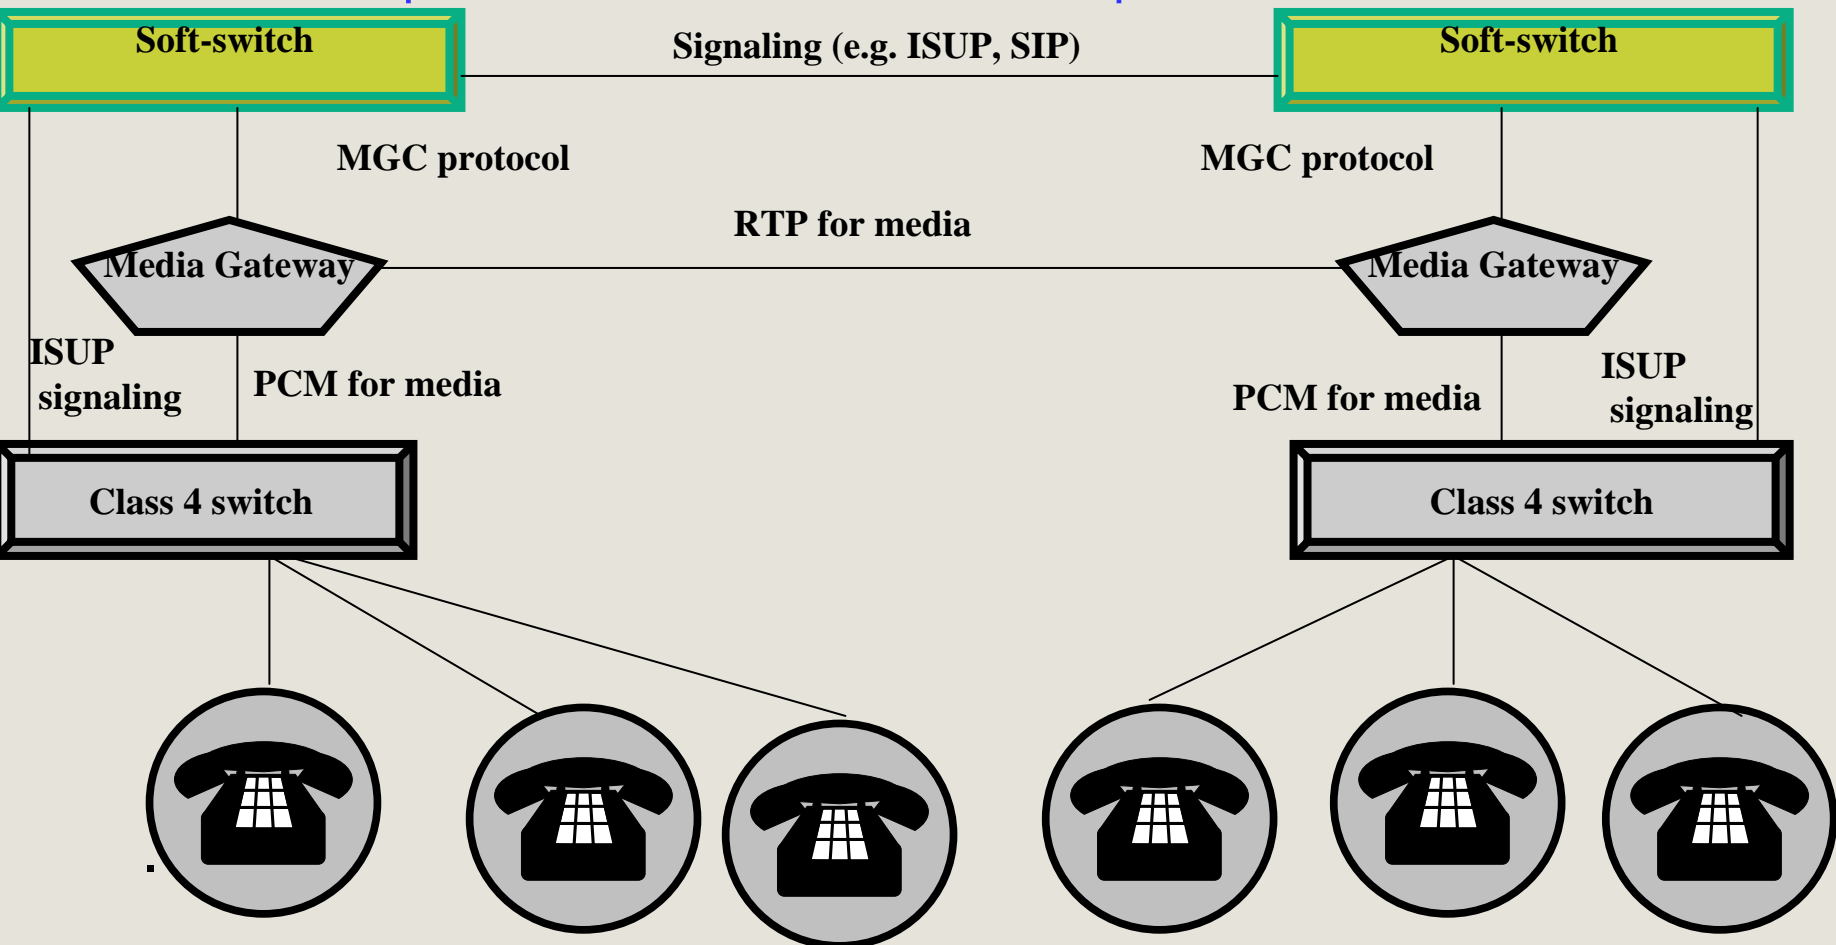 Soft-switch
Signaling (e.g. ISUP, SIP)
Soft-switch
MGC protocol
MGC protocol
RTP for media
Media Gateway
Media Gateway
ISUP
signaling
PCM for media
PCM for media
ISUP
signaling
Class 4 switch
Class 4 switch